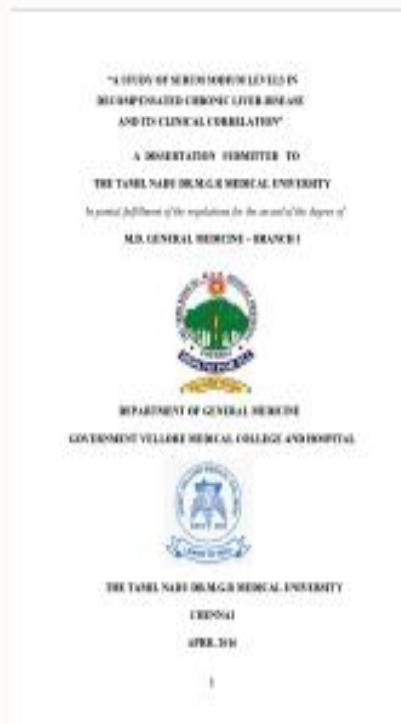 "A STUDY OF SERUM SODIUM LEVELS IN
DECOMPENSATED CHRONIC LIVER DISEASE
AND ITS CLINICAL CORRELATION"
A DISSERTATION SUBMITTED TO
THE TAMIL NADU DR.M.G.R MEDICAL UNIVERSITY
In partial fulfillment of the regulations for the award of the degree of
M.D. GENERAL MEDICINE – BRANCH I
HEALTH FOR ALL
DEPARTMENT OF GENERAL MEDICINE
GOVERNMENT VELLORE MEDICAL COLLEGE AND HOSPITAL
THE TAMIL NADU DR.M.G.R MEDICAL UNIVERSITY
CHENNAI
APRIL 2016
1